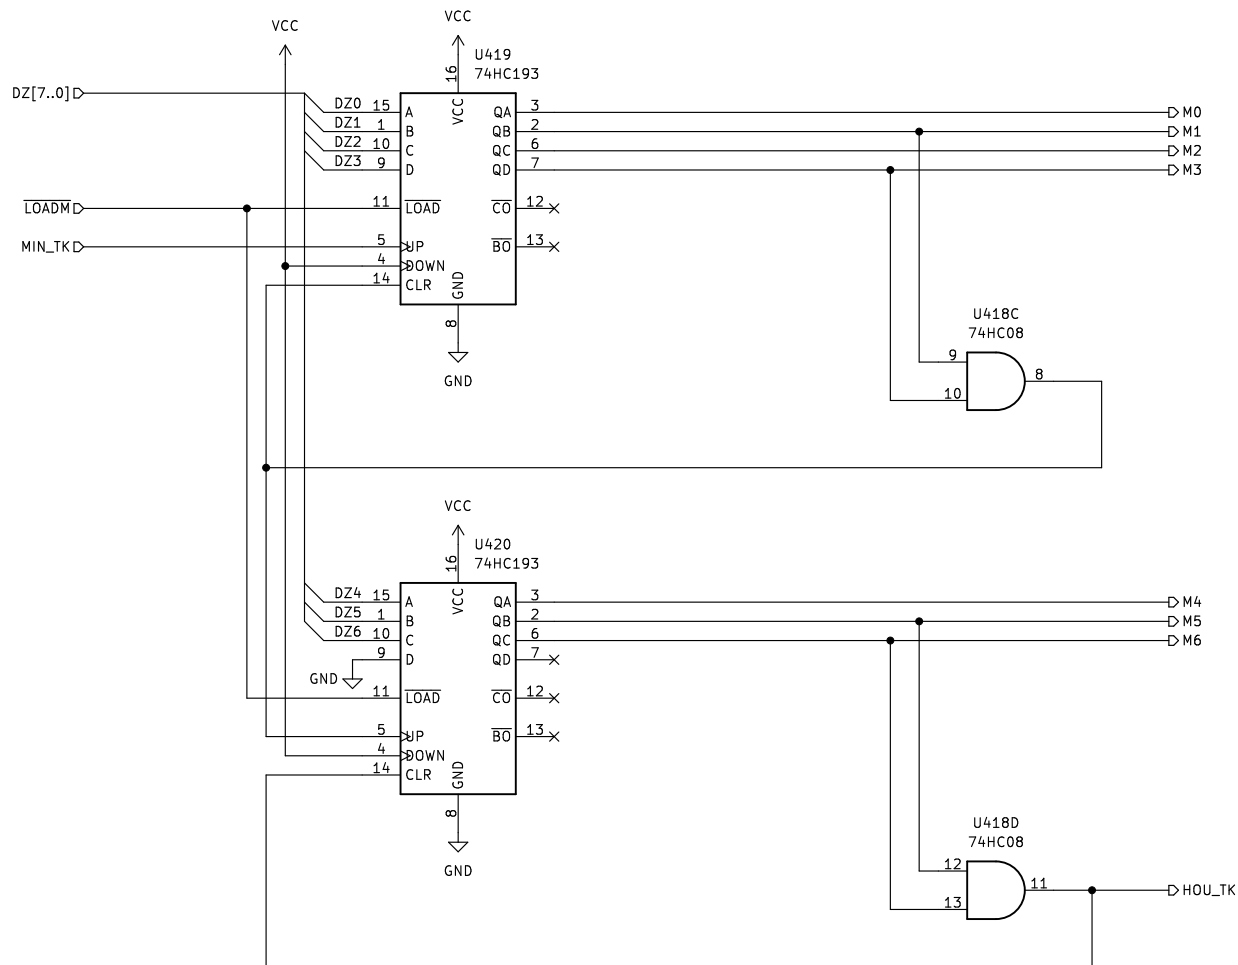 VCC
VCC
U419
74HC193
DZ[7..0]
16
VCC
DZ0 15 A QA 3 M0
DZ1 1 B QB 2 M1
DZ2 10 C QC 6 M2
DZ3 9 D QD 7 M3
LOADM 11 LOAD CO 12
MIN_TK 5 UP BO 13
4 DOWN
14 CLR
GND
8
GND
U418C
74HC08
9
8
10
VCC
U420
74HC193
16
VCC
DZ4 15 A QA 3 M4
DZ5 1 B QB 2 M5
DZ6 10 C QC 6 M6
9 D QD 7
GND
11 LOAD CO 12
5 UP BO 13
4 DOWN
14 CLR
GND
8
GND
U418D
74HC08
12
11 HOU_TK
13